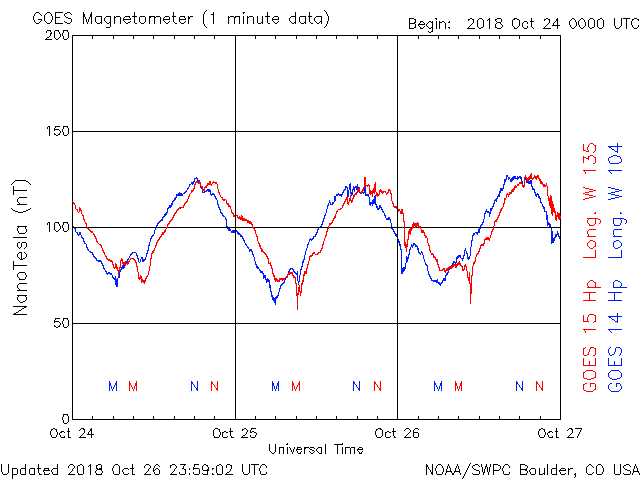 GOES Magnetometer (1 minute data)
Begin: 2018 Oct 24 0000 UTC
200
150
100
50
0
NanoTesla (nT)
M M N N M M N N M M N N
Oct 24 Oct 25 Oct 26 Oct 27
Universal Time
GOES 15 Hp Long. W 135
GOES 14 Hp Long. W 104
Updated 2018 Oct 26 23:59:02 UTC
NOAA/SWPC Boulder, CO USA